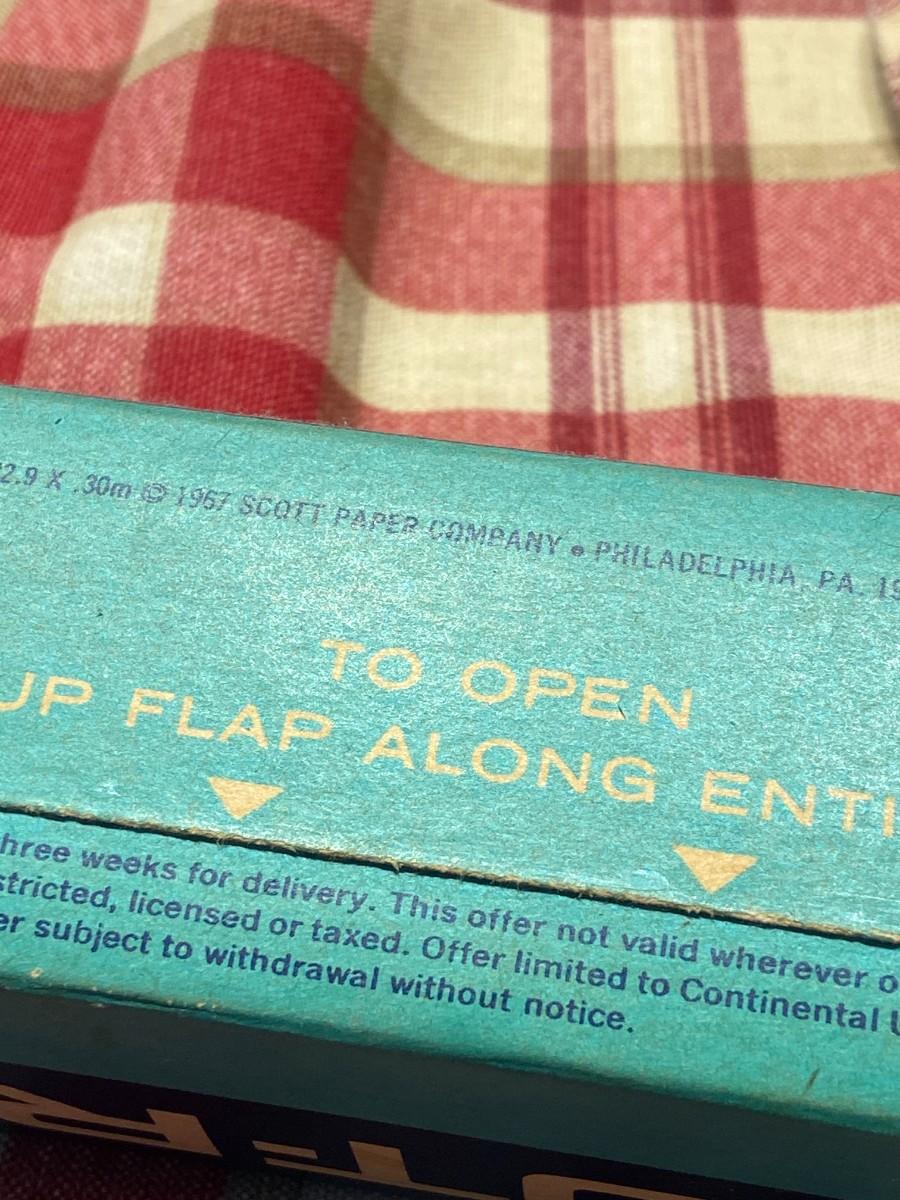 2.9 X .30m © 1967 SCOTT PAPER COMPANY • PHILADELPHIA, PA. 19
TO OPEN
UP FLAP ALONG ENTI
hree weeks for delivery. This offer not valid wherever o
stricted, licensed or taxed. Offer limited to Continental U
er subject to withdrawal without notice.